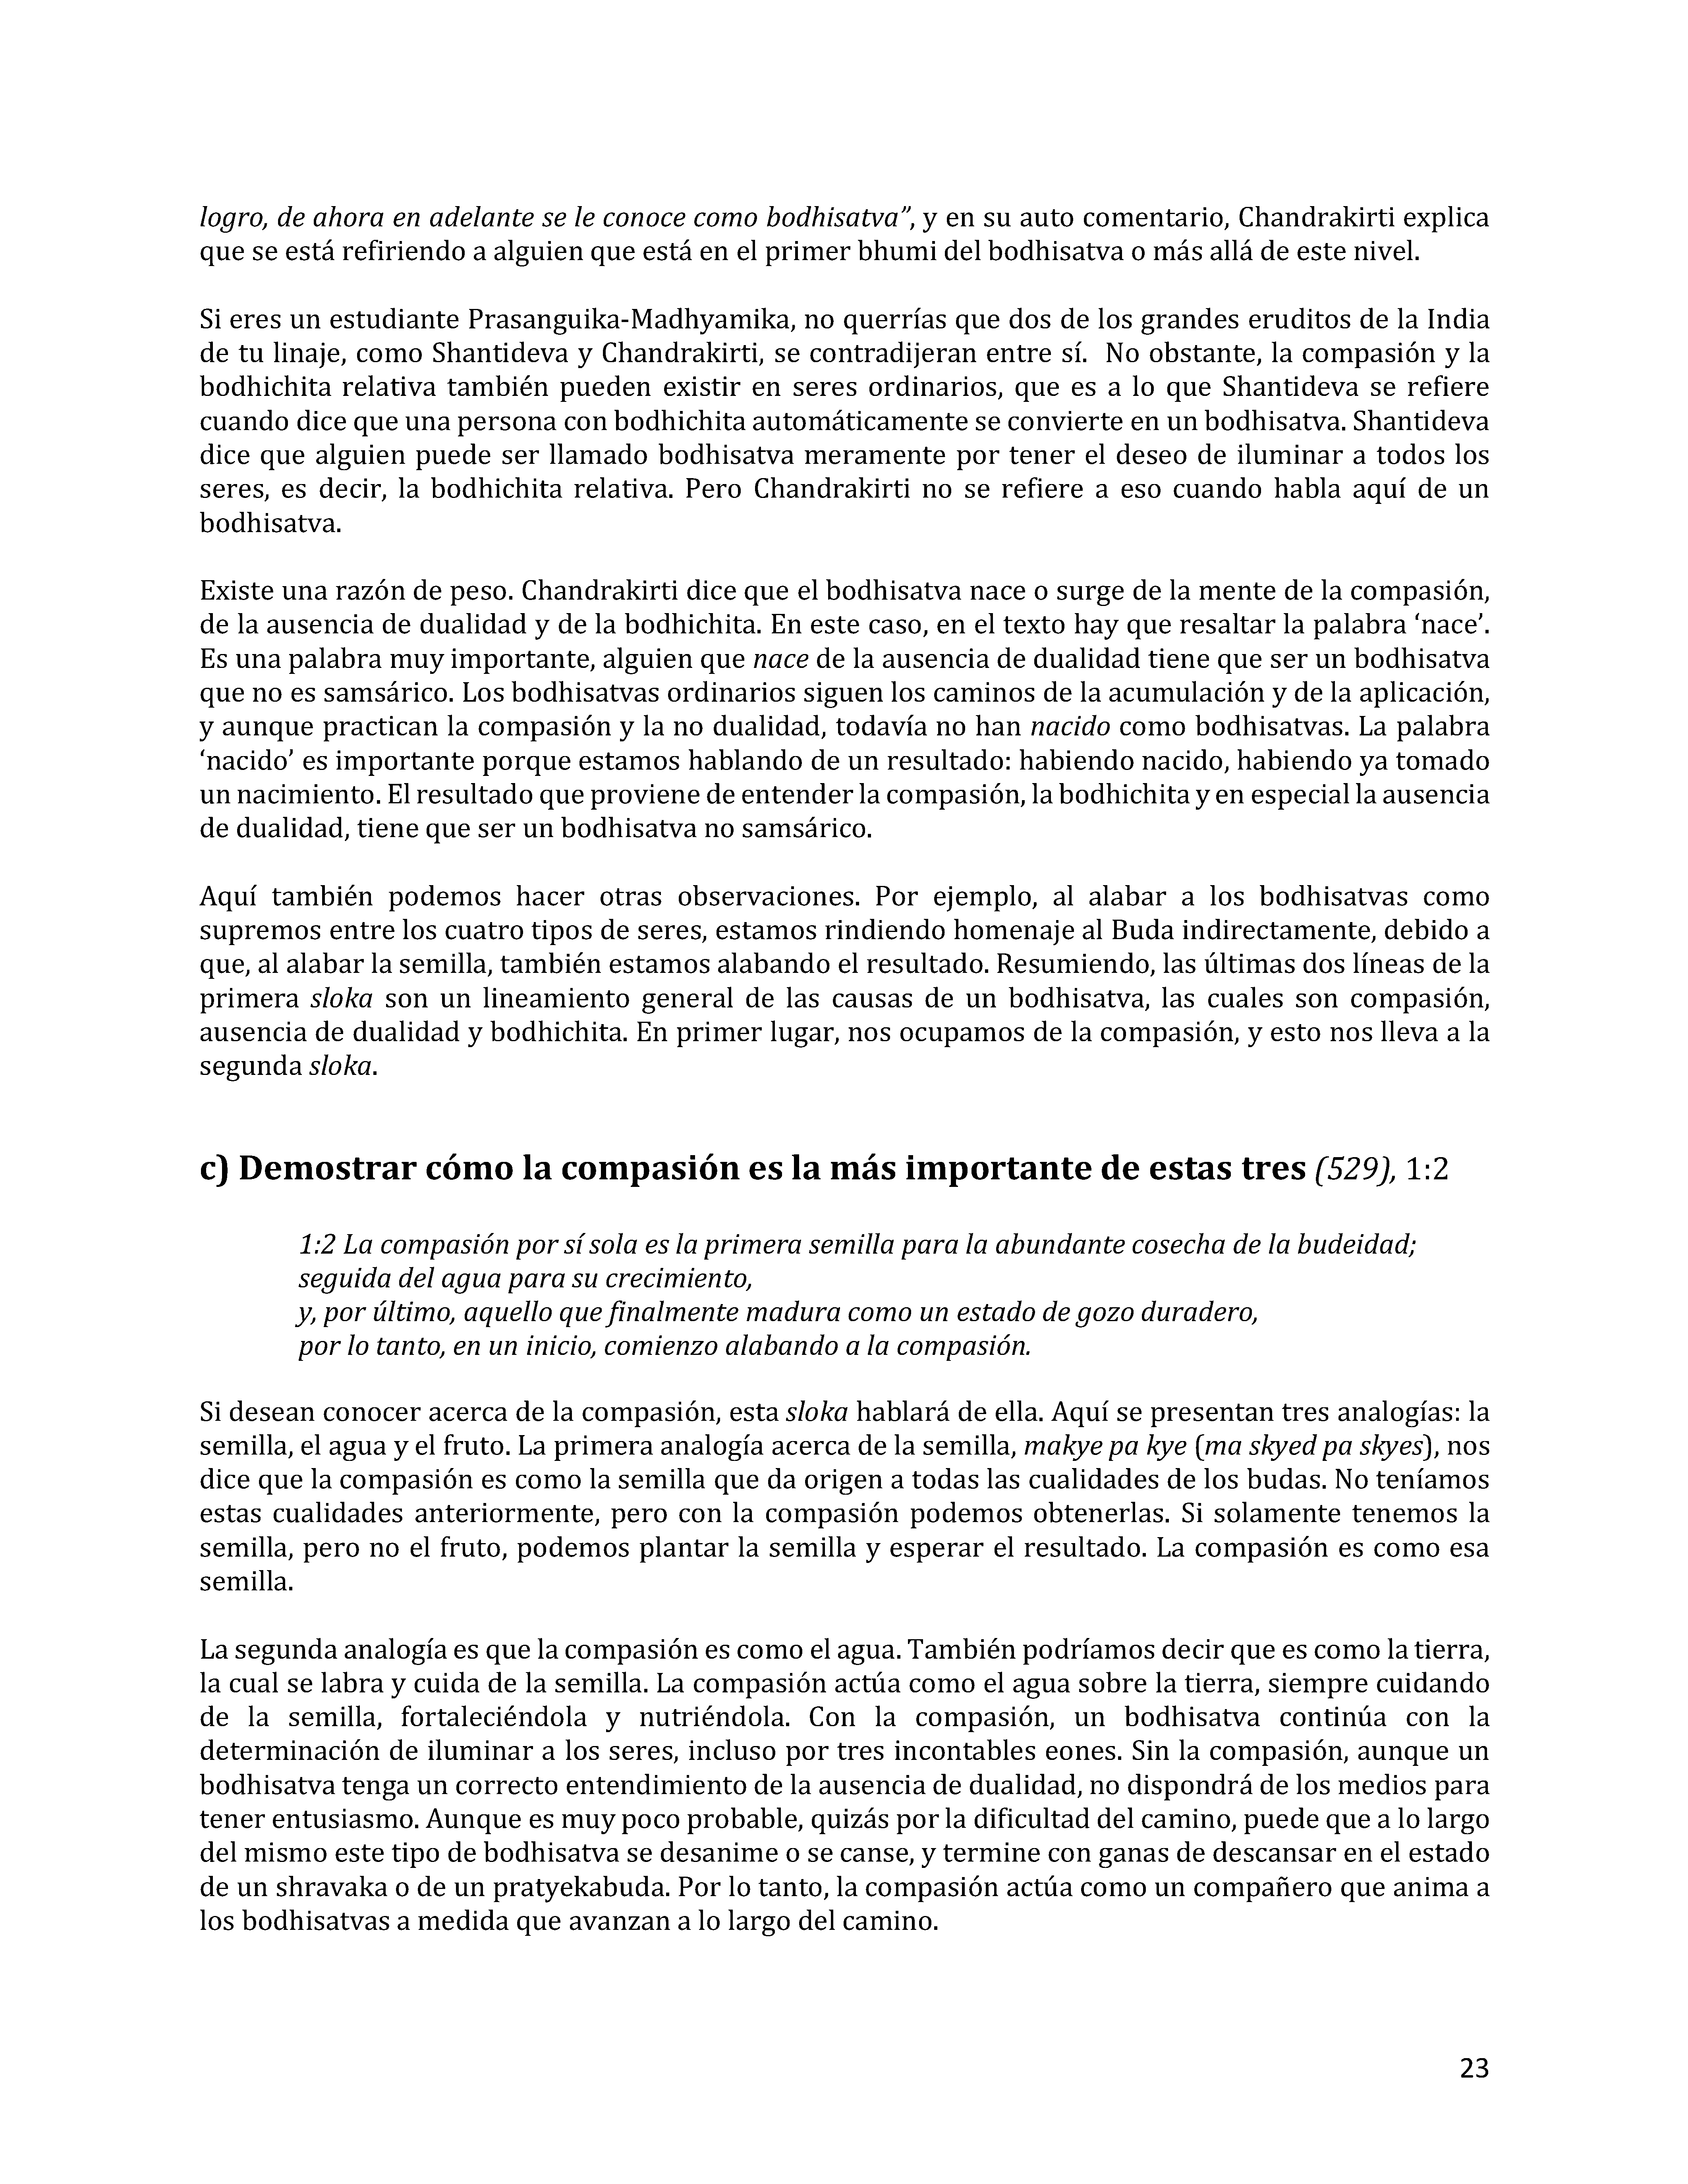 logro, de ahora en adelante se le conoce como bodhisatva”, y en su auto comentario, Chandrakirti explica
que se está refiriendo a alguien que está en el primer bhumi del bodhisatva o más allá de este nivel.
Si eres un estudiante Prasanguika-Madhyamika, no querrías que dos de los grandes eruditos de la India
de tu linaje, como Shantideva y Chandrakirti, se contradijeran entre sí.  No obstante, la compasión y la
bodhichita relativa también pueden existir en seres ordinarios, que es a lo que Shantideva se refiere
cuando dice que una persona con bodhichita automáticamente se convierte en un bodhisatva. Shantideva
dice que alguien puede ser llamado bodhisatva meramente por tener el deseo de iluminar a todos los
seres, es decir, la bodhichita relativa. Pero Chandrakirti no se refiere a eso cuando habla aquí de un
bodhisatva.
Existe una razón de peso. Chandrakirti dice que el bodhisatva nace o surge de la mente de la compasión,
de la ausencia de dualidad y de la bodhichita. En este caso, en el texto hay que resaltar la palabra ‘nace’.
Es una palabra muy importante, alguien que nace de la ausencia de dualidad tiene que ser un bodhisatva
que no es samsárico. Los bodhisatvas ordinarios siguen los caminos de la acumulación y de la aplicación,
y aunque practican la compasión y la no dualidad, todavía no han nacido como bodhisatvas. La palabra
‘nacido’ es importante porque estamos hablando de un resultado: habiendo nacido, habiendo ya tomado
un nacimiento. El resultado que proviene de entender la compasión, la bodhichita y en especial la ausencia
de dualidad, tiene que ser un bodhisatva no samsárico.
Aquí también podemos hacer otras observaciones. Por ejemplo, al alabar a los bodhisatvas como
supremos entre los cuatro tipos de seres, estamos rindiendo homenaje al Buda indirectamente, debido a
que, al alabar la semilla, también estamos alabando el resultado. Resumiendo, las últimas dos líneas de la
primera sloka son un lineamiento general de las causas de un bodhisatva, las cuales son compasión,
ausencia de dualidad y bodhichita. En primer lugar, nos ocupamos de la compasión, y esto nos lleva a la
segunda sloka.
c) Demostrar cómo la compasión es la más importante de estas tres (529), 1:2
1:2 La compasión por sí sola es la primera semilla para la abundante cosecha de la budeidad;
seguida del agua para su crecimiento,
y, por último, aquello que finalmente madura como un estado de gozo duradero,
por lo tanto, en un inicio, comienzo alabando a la compasión.
Si desean conocer acerca de la compasión, esta sloka hablará de ella. Aquí se presentan tres analogías: la
semilla, el agua y el fruto. La primera analogía acerca de la semilla, makye pa kye (ma skyed pa skyes), nos
dice que la compasión es como la semilla que da origen a todas las cualidades de los budas. No teníamos
estas cualidades anteriormente, pero con la compasión podemos obtenerlas. Si solamente tenemos la
semilla, pero no el fruto, podemos plantar la semilla y esperar el resultado. La compasión es como esa
semilla.
La segunda analogía es que la compasión es como el agua. También podríamos decir que es como la tierra,
la cual se labra y cuida de la semilla. La compasión actúa como el agua sobre la tierra, siempre cuidando
de la semilla, fortaleciéndola y nutriéndola. Con la compasión, un bodhisatva continúa con la
determinación de iluminar a los seres, incluso por tres incontables eones. Sin la compasión, aunque un
bodhisatva tenga un correcto entendimiento de la ausencia de dualidad, no dispondrá de los medios para
tener entusiasmo. Aunque es muy poco probable, quizás por la dificultad del camino, puede que a lo largo
del mismo este tipo de bodhisatva se desanime o se canse, y termine con ganas de descansar en el estado
de un shravaka o de un pratyekabuda. Por lo tanto, la compasión actúa como un compañero que anima a
los bodhisatvas a medida que avanzan a lo largo del camino.
23